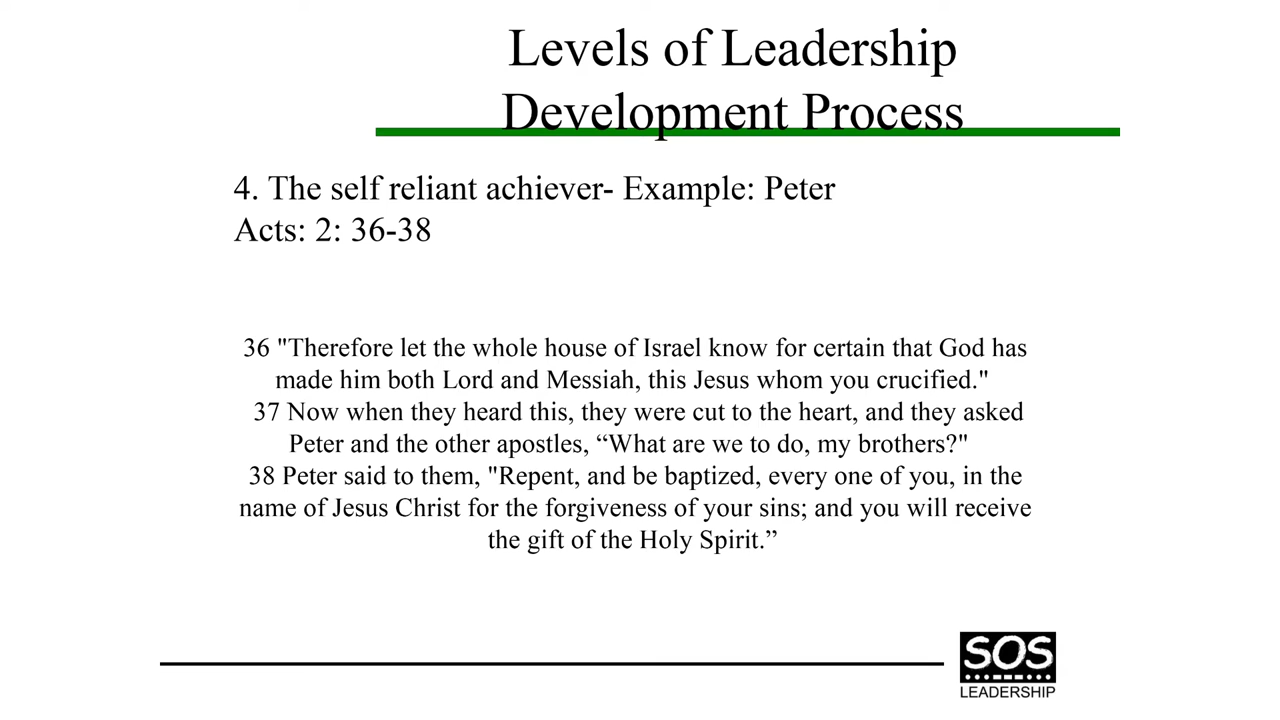 Levels of Leadership
Development Process
4. The self reliant achiever- Example: Peter
Acts: 2: 36-38
36 "Therefore let the whole house of Israel know for certain that God has
made him both Lord and Messiah, this Jesus whom you crucified."
37 Now when they heard this, they were cut to the heart, and they asked
Peter and the other apostles, “What are we to do, my brothers?"
38 Peter said to them, "Repent, and be baptized, every one of you, in the
name of Jesus Christ for the forgiveness of your sins; and you will receive
the gift of the Holy Spirit.”
SOS
LEADERSHIP